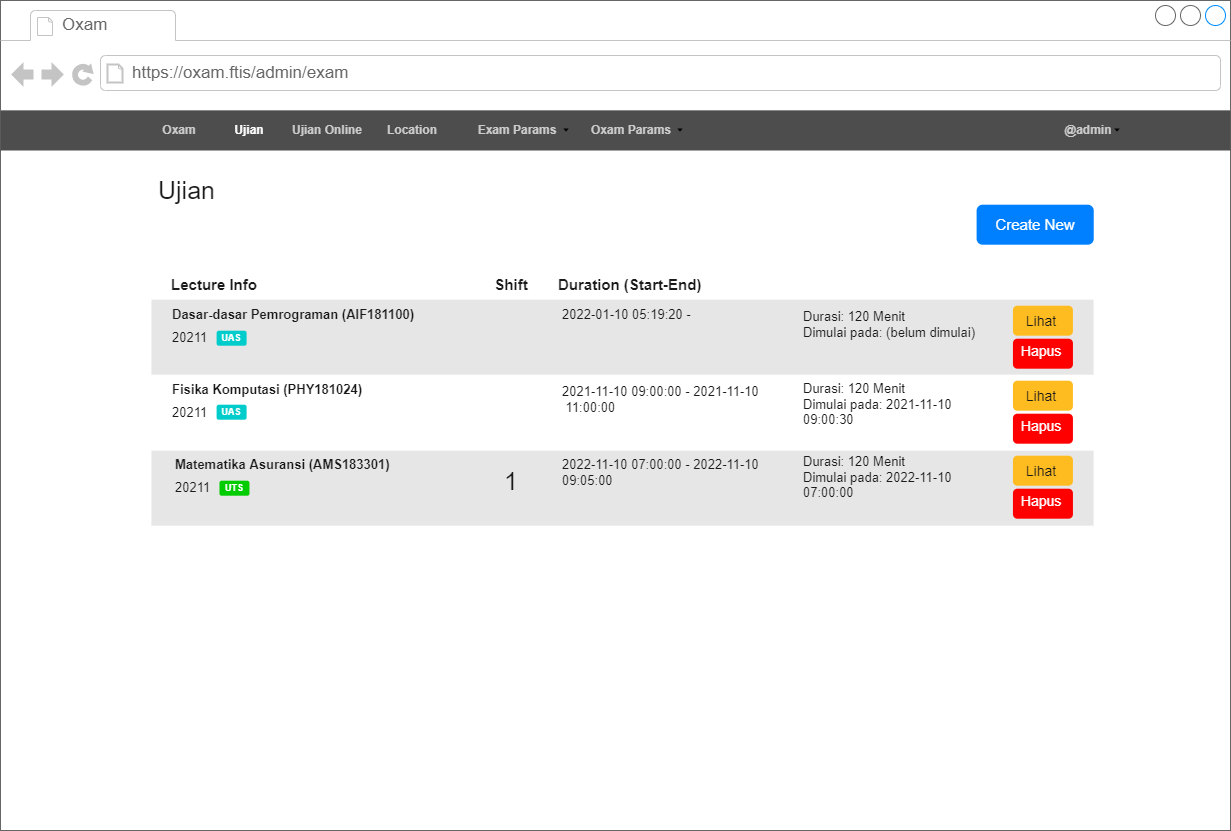 Oxam
https://oxam.ftis/admin/exam
Oxam Ujian Ujian Online Location Exam Params Oxam Params @admin
Ujian
Create New
Lecture Info Shift Duration (Start-End)
Dasar-dasar Pemrograman (AIF181100)
20211 UAS
2022-01-10 05:19:20 -
Durasi: 120 Menit
Dimulai pada: (belum dimulai)
Lihat
Hapus
Fisika Komputasi (PHY181024)
20211 UAS
2021-11-10 09:00:00 - 2021-11-10
11:00:00
Durasi: 120 Menit
Dimulai pada: 2021-11-10
09:00:30
Lihat
Hapus
Matematika Asuransi (AMS183301)
20211 UTS
1
2022-11-10 07:00:00 - 2022-11-10
09:05:00
Durasi: 120 Menit
Dimulai pada: 2022-11-10
07:00:00
Lihat
Hapus